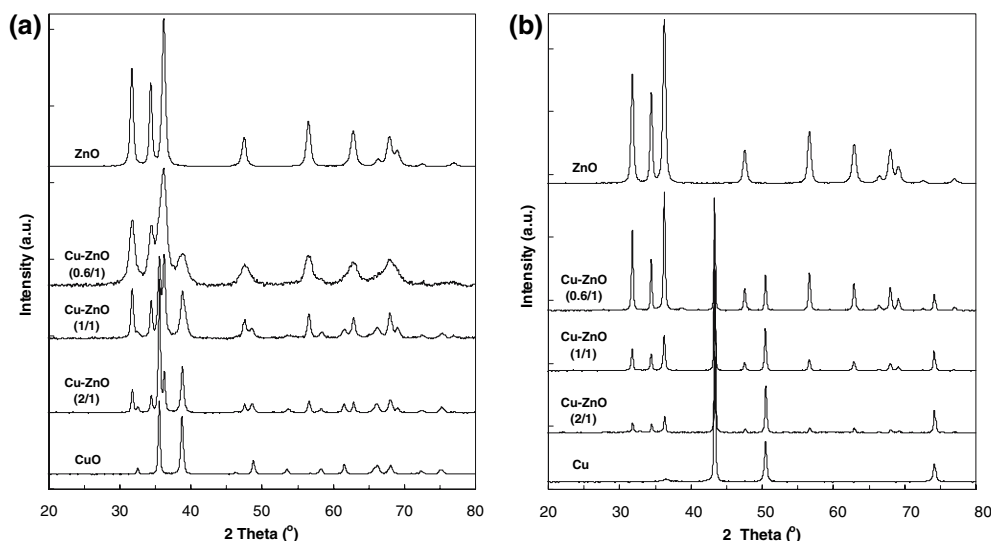 (a)
Intensity (a.u.)
ZnO
Cu-ZnO
(0.6/1)
Cu-ZnO
(1/1)
Cu-ZnO
(2/1)
CuO
20 30 40 50 60 70 80
2 Theta (o)
(b)
Intensity (a.u.)
ZnO
Cu-ZnO
(0.6/1)
Cu-ZnO
(1/1)
Cu-ZnO
(2/1)
Cu
20 30 40 50 60 70 80
2 Theta (o)